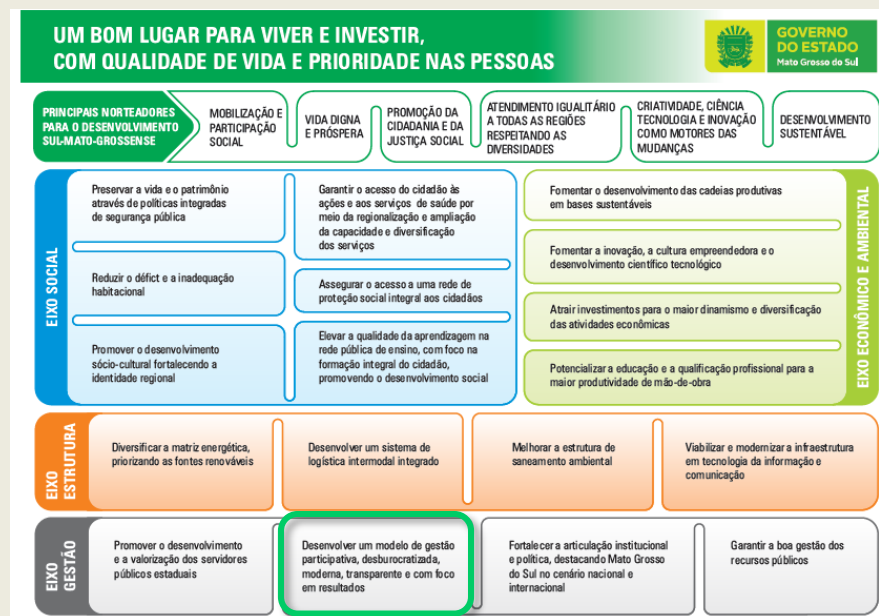 UM BOM LUGAR PARA VIVER E INVESTIR,
COM QUALIDADE DE VIDA E PRIORIDADE NAS PESSOAS
GOVERNO
DO ESTADO
Mato Grosso do Sul
PRINCIPAIS NORTEADORES
PARA O DESENVOLVIMENTO
SUL-MATO-GROSSENSE
MOBILIZAÇÃO E
PARTICIPAÇÃO
SOCIAL
VIDA DIGNA
E PRÓSPERA
PROMOÇÃO DA
CIDADANIA E DA
JUSTIÇA SOCIAL
ATENDIMENTO IGUALITÁRIO
A TODAS AS REGIÕES
RESPEITANDO AS
DIVERSIDADES
CRIATIVIDADE, CIÊNCIA
TECNOLOGIA E INOVAÇÃO
COMO MOTORES DAS
MUDANÇAS
DESENVOLVIMENTO
SUSTENTÁVEL
EIXO SOCIAL
Preservar a vida e o patrimônio
através de políticas integradas
de segurança pública
Reduzir o défict e a inadequação
habitacional
Promover o desenvolvimento
sócio-cultural fortalecendo a
identidade regional
Garantir o acesso do cidadão às
ações e aos serviços de saúde por
meio da regionalização e ampliação
da capacidade e diversificação
dos serviços
Assegurar o acesso a uma rede de
proteção social integral aos cidadãos
Elevar a qualidade da aprendizagem na
rede pública de ensino, com foco na
formação integral do cidadão,
promovendo o desenvolvimento social
Fomentar o desenvolvimento das cadeias produtivas
em bases sustentáveis
Fomentar a inovação, a cultura empreendedora e o
desenvolvimento científico tecnológico
Atrair investimentos para o maior dinamismo e diversificação
das atividades econômicas
Potencializar a educação e a qualificação profissional para a
maior produtividade de mão-de-obra
EIXO ECONÔMICO E AMBIENTAL
EIXO
ESTRUTURA
Diversificar a matriz energética,
priorizando as fontes renováveis
Desenvolver um sistema de
logística intermodal integrado
Melhorar a estrutura de
saneamento ambiental
Viabilizar e modernizar a infraestrutura
em tecnologia da informação e
comunicação
EIXO
GESTÃO
Promover o desenvolvimento
e a valorização dos servidores
públicos estaduais
Desenvolver um modelo de gestão
participativa, desburocratizada,
moderna, transparente e com foco
em resultados
Fortalecer a articulação institucional
e política, destacando Mato Grosso
do Sul no cenário nacional e
internacional
Garantir a boa gestão dos
recursos públicos